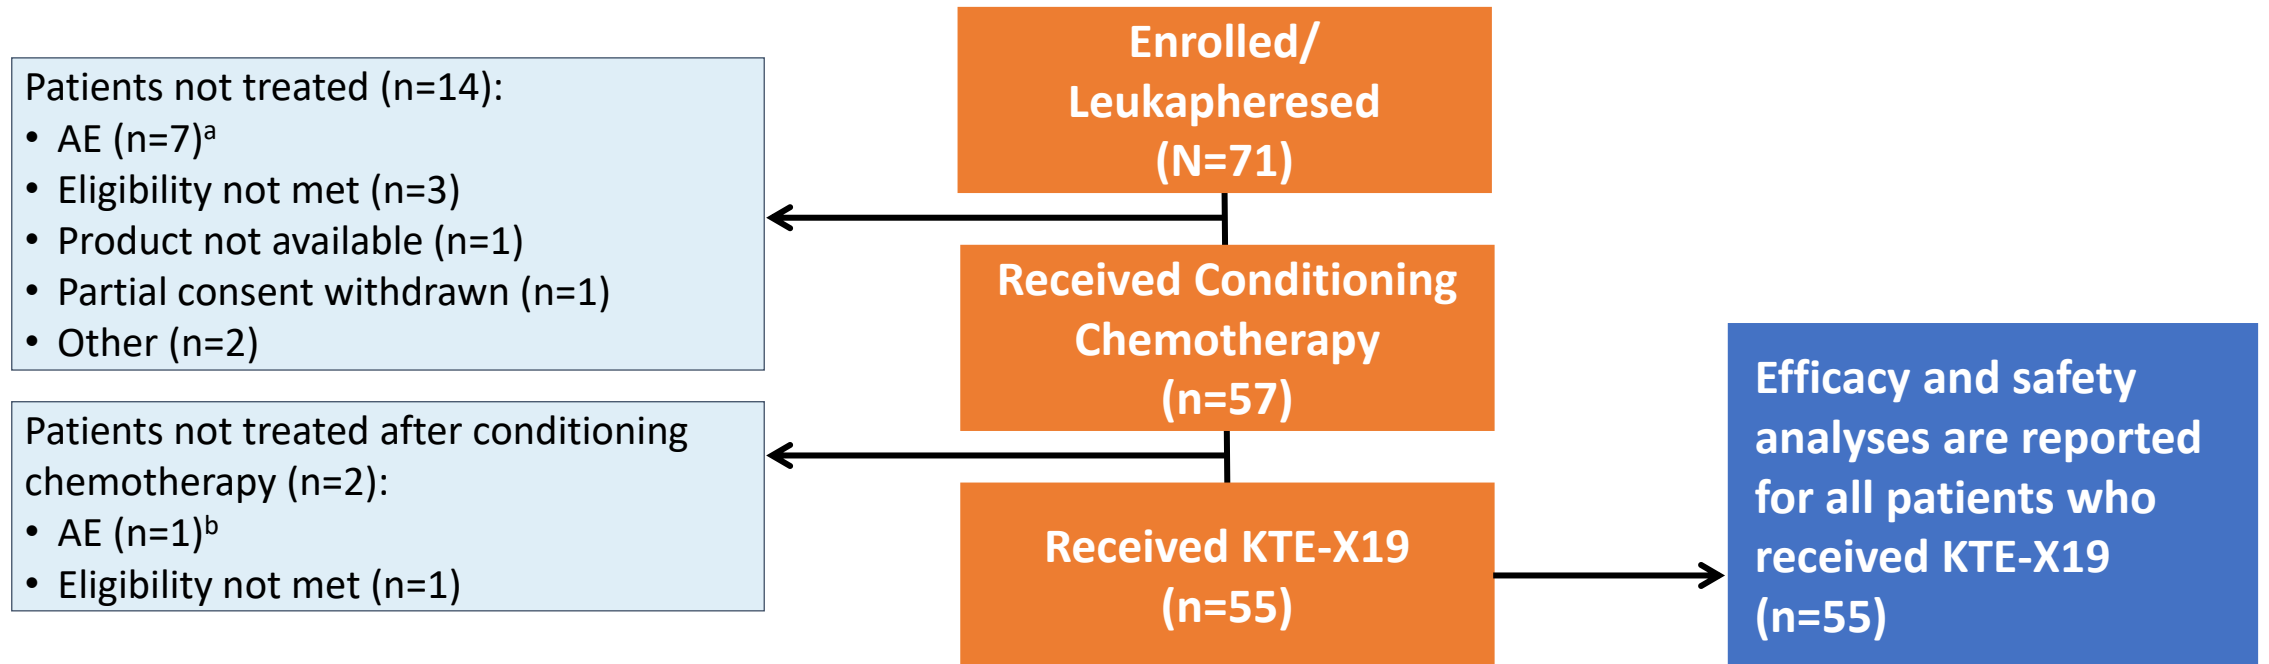 Enrolled/
Leukapheresed
(N=71)
Patients not treated (n=14):
• AE (n=7)ᵃ
• Eligibility not met (n=3)
• Product not available (n=1)
• Partial consent withdrawn (n=1)
• Other (n=2)
Received Conditioning
Chemotherapy
(n=57)
Patients not treated after conditioning
chemotherapy (n=2):
• AE (n=1)ᵇ
• Eligibility not met (n=1)
Received KTE-X19
(n=55)
Efficacy and safety
analyses are reported
for all patients who
received KTE-X19
(n=55)